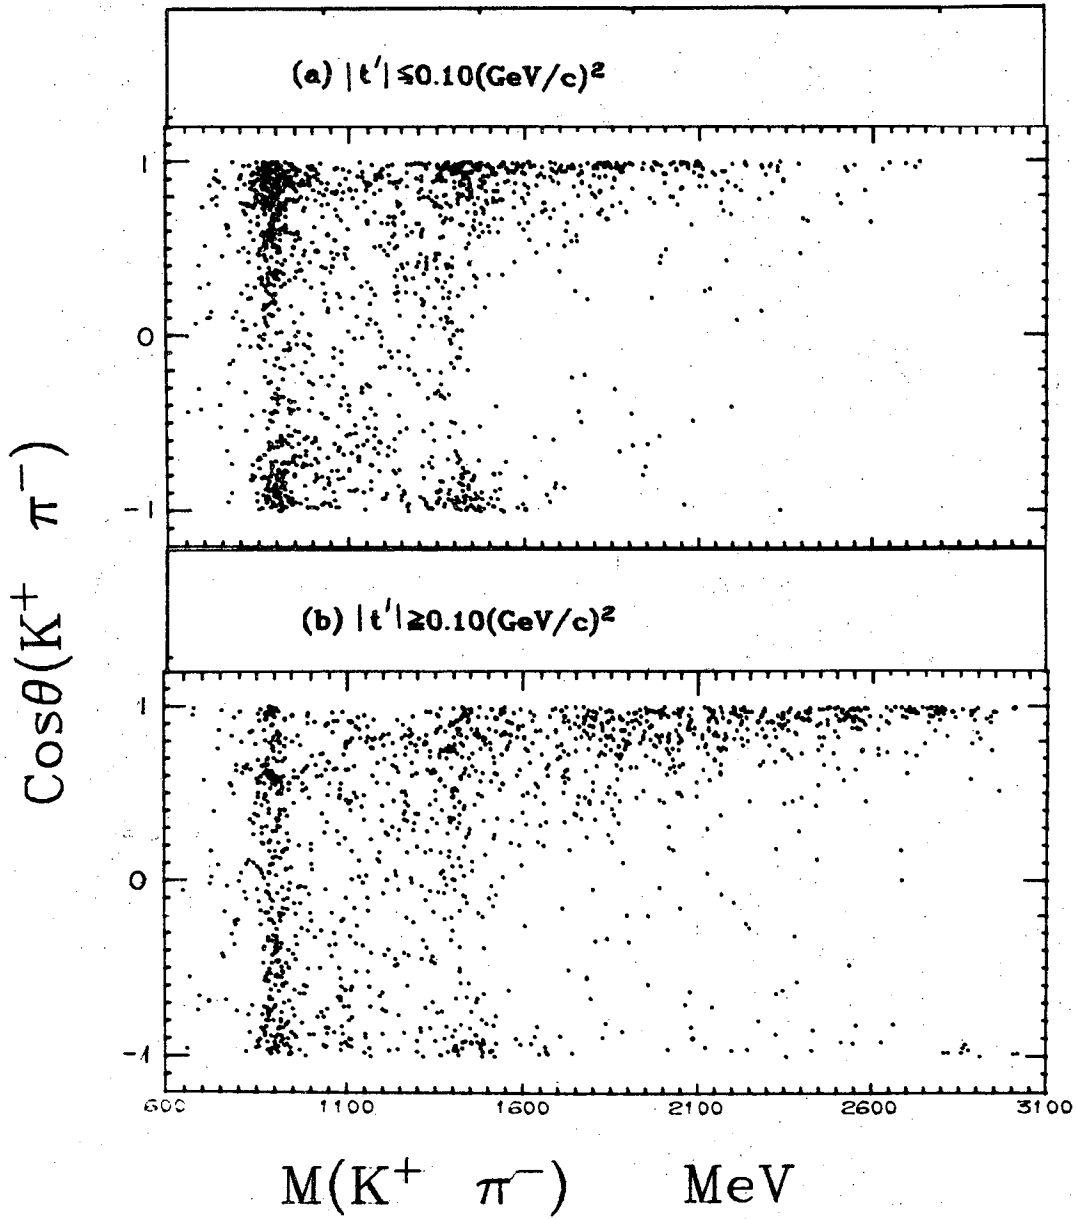 (a) |t′| ≦0.10(GeV/c)²
1
0
−1
(b) |t′| ≧0.10(GeV/c)²
1
0
−1
600 1100 1600 2100 2600 3100
Cosθ(K⁺ π⁻)
M(K⁺ π⁻) MeV